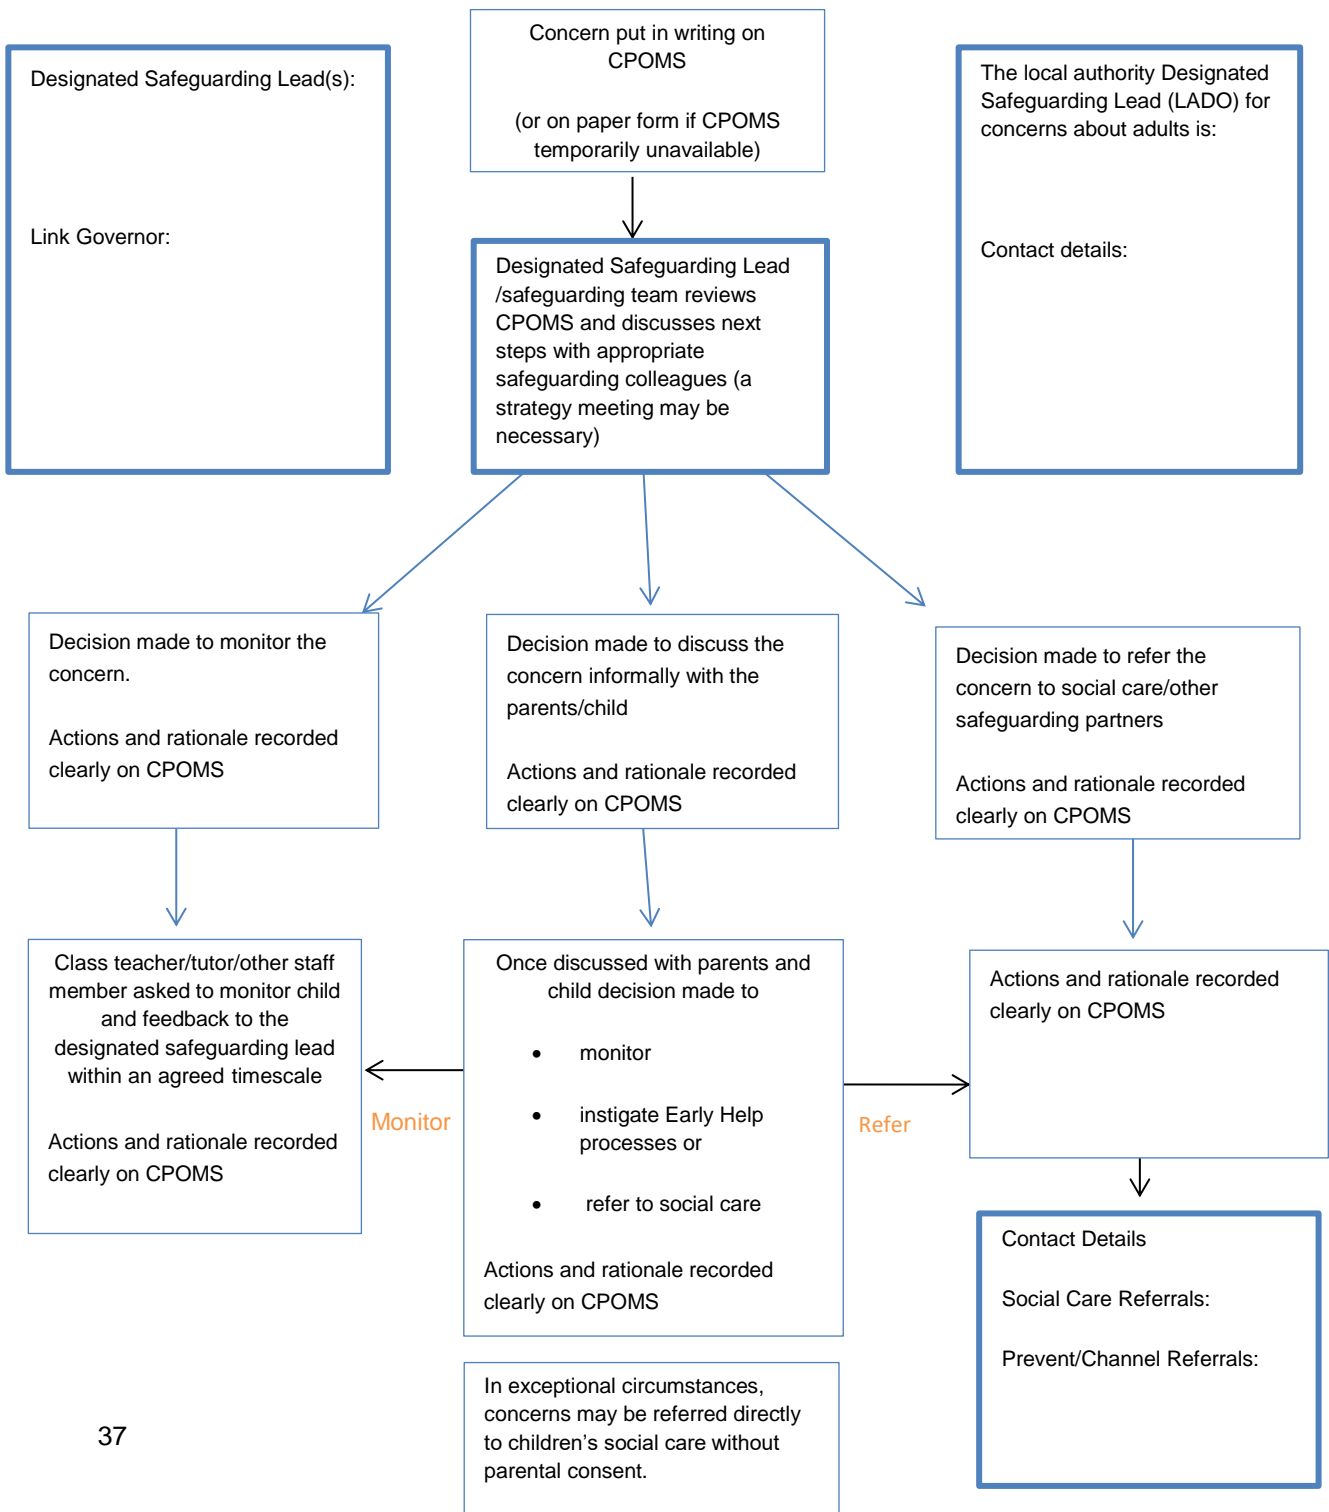 Concern put in writing on
CPOMS
(or on paper form if CPOMS
temporarily unavailable)
Designated Safeguarding Lead(s):
Link Governor:
The local authority Designated
Safeguarding Lead (LADO) for
concerns about adults is:
Contact details:
Designated Safeguarding Lead
/safeguarding team reviews
CPOMS and discusses next
steps with appropriate
safeguarding colleagues (a
strategy meeting may be
necessary)
Decision made to monitor the
concern.
Actions and rationale recorded
clearly on CPOMS
Decision made to discuss the
concern informally with the
parents/child
Actions and rationale recorded
clearly on CPOMS
Decision made to refer the
concern to social care/other
safeguarding partners
Actions and rationale recorded
clearly on CPOMS
Class teacher/tutor/other staff
member asked to monitor child
and feedback to the
designated safeguarding lead
within an agreed timescale
Actions and rationale recorded
clearly on CPOMS
Monitor
Once discussed with parents and
child decision made to
• monitor
• instigate Early Help
processes or
• refer to social care
Actions and rationale recorded
clearly on CPOMS
Refer
Actions and rationale recorded
clearly on CPOMS
Contact Details
Social Care Referrals:
Prevent/Channel Referrals:
In exceptional circumstances,
concerns may be referred directly
to children’s social care without
parental consent.
37